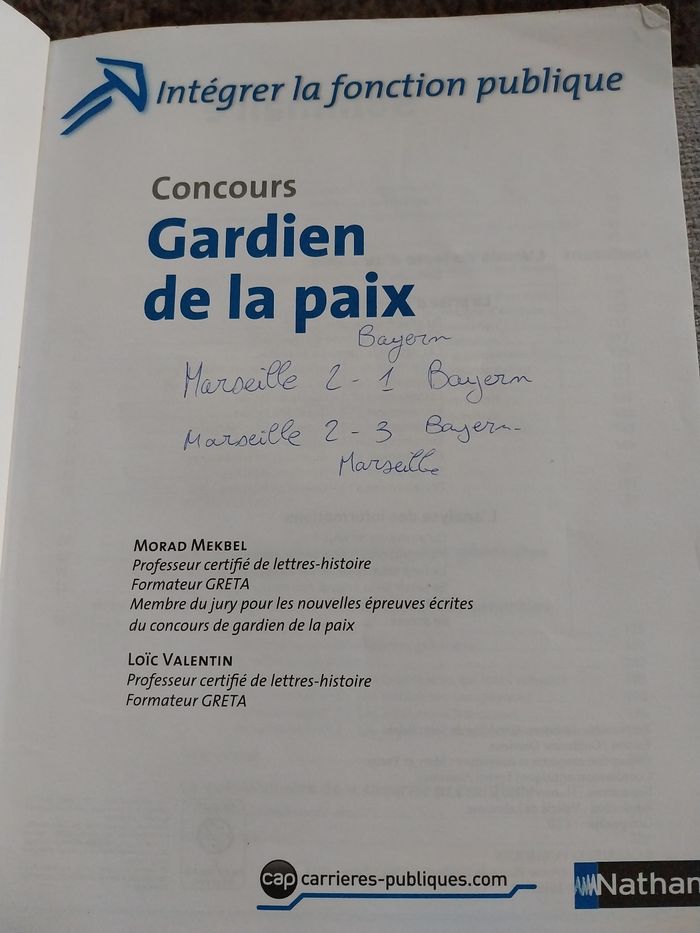 Intégrer la fonction publique
Concours
Gardien
de la paix
Bayern
Marseille 2 - 1 Bayern
Marseille 2 - 3 Bayern
Marseille
MORAD MEKBEL
Professeur certifié de lettres-histoire
Formateur GRETA
Membre du jury pour les nouvelles épreuves écrites
du concours de gardien de la paix
LOÏC VALENTIN
Professeur certifié de lettres-histoire
Formateur GRETA
cap carrieres-publiques.com
Nathan